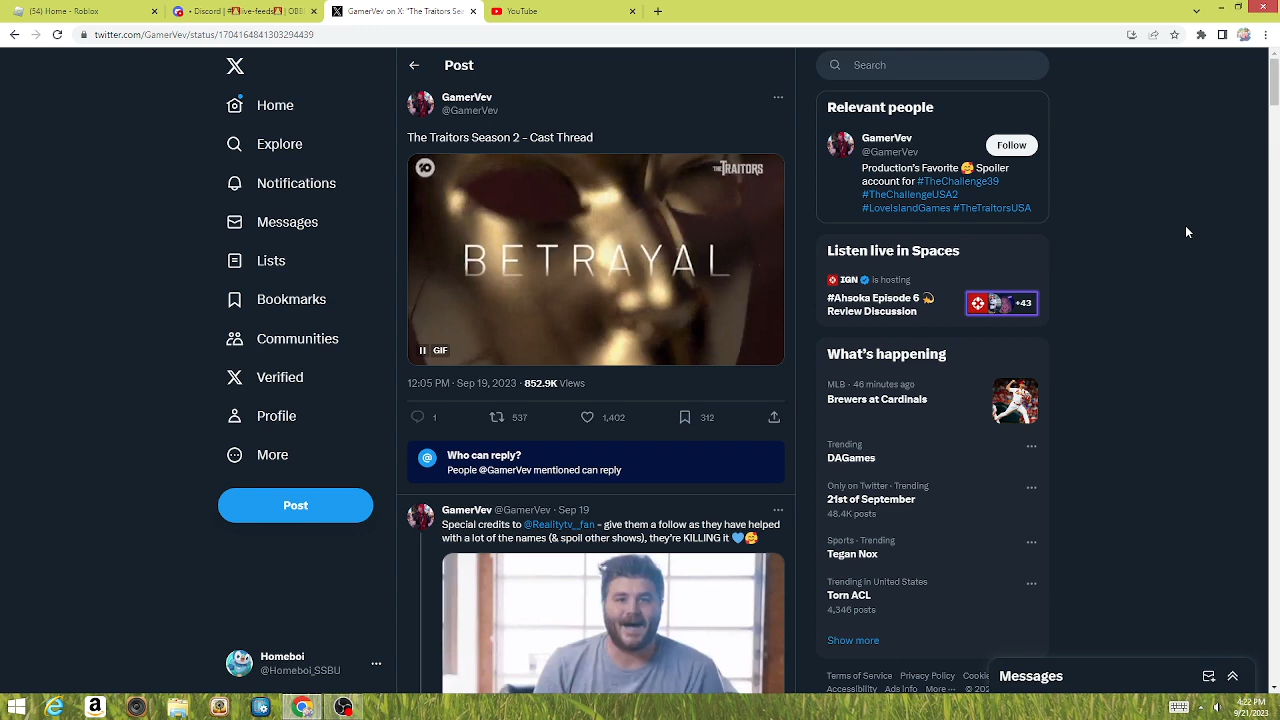 (54) Home - Roblox
• Discord | #🚨live-feeds🚨 | OBB
GamerVev on X: "The Traitors Sea
YouTube
twitter.com/GamerVev/status/1704164841303294439
Home
Explore
Notifications
Messages
Lists
Bookmarks
Communities
Verified
Profile
More
Post
Homeboi
@Homeboi_SSBU
Post
GamerVev
@GamerVev
The Traitors Season 2 - Cast Thread
10
THE TRAITORS
BETRAYAL
GIF
12:05 PM · Sep 19, 2023 · 852.9K Views
1
537
1,402
312
Who can reply?
People @GamerVev mentioned can reply
GamerVev @GamerVev · Sep 19
Special credits to @Realitytv__fan - give them a follow as they have helped
with a lot of the names (& spoil other shows), they're KILLING it 💙🥰
Search
Relevant people
GamerVev
@GamerVev
Follow
Production's Favorite 🥰 Spoiler
account for #TheChallenge39
#TheChallengeUSA2
#LoveIslandGames #TheTraitorsUSA
Listen live in Spaces
IGN is hosting
#Ahsoka Episode 6 💫
Review Discussion
+43
What's happening
MLB · 46 minutes ago
Brewers at Cardinals
Trending
DAGames
Only on Twitter · Trending
21st of September
48.4K posts
Sports · Trending
Tegan Nox
Trending in United States
Torn ACL
4,346 posts
Show more
Terms of Service Privacy Policy Cookie
Accessibility Ads Info More ··· © 202
Messages
4:22 PM
9/21/2023